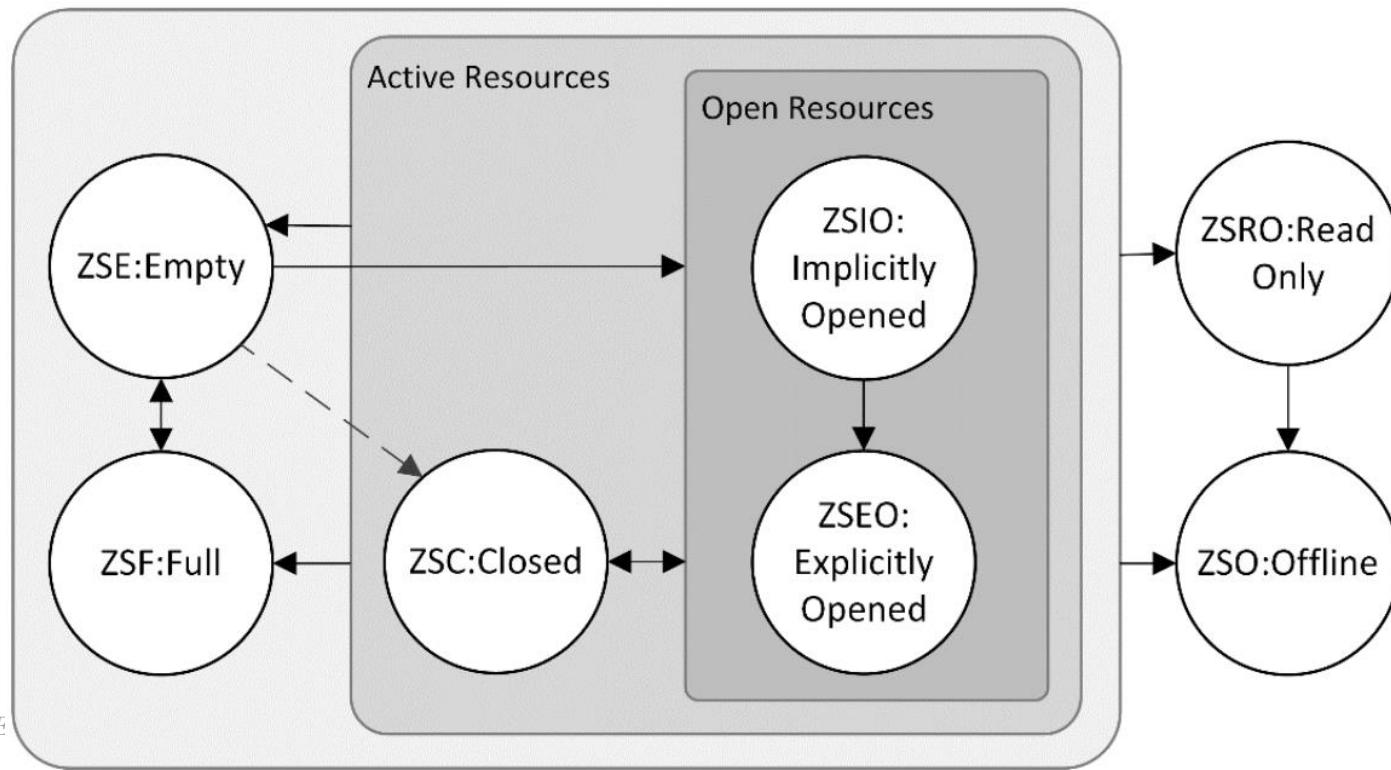 Active Resources
Open Resources
ZSE:Empty
ZSIO:
Implicitly
Opened
ZSRO:Read
Only
ZSF:Full
ZSC:Closed
ZSEO:
Explicitly
Opened
ZSO:Offline